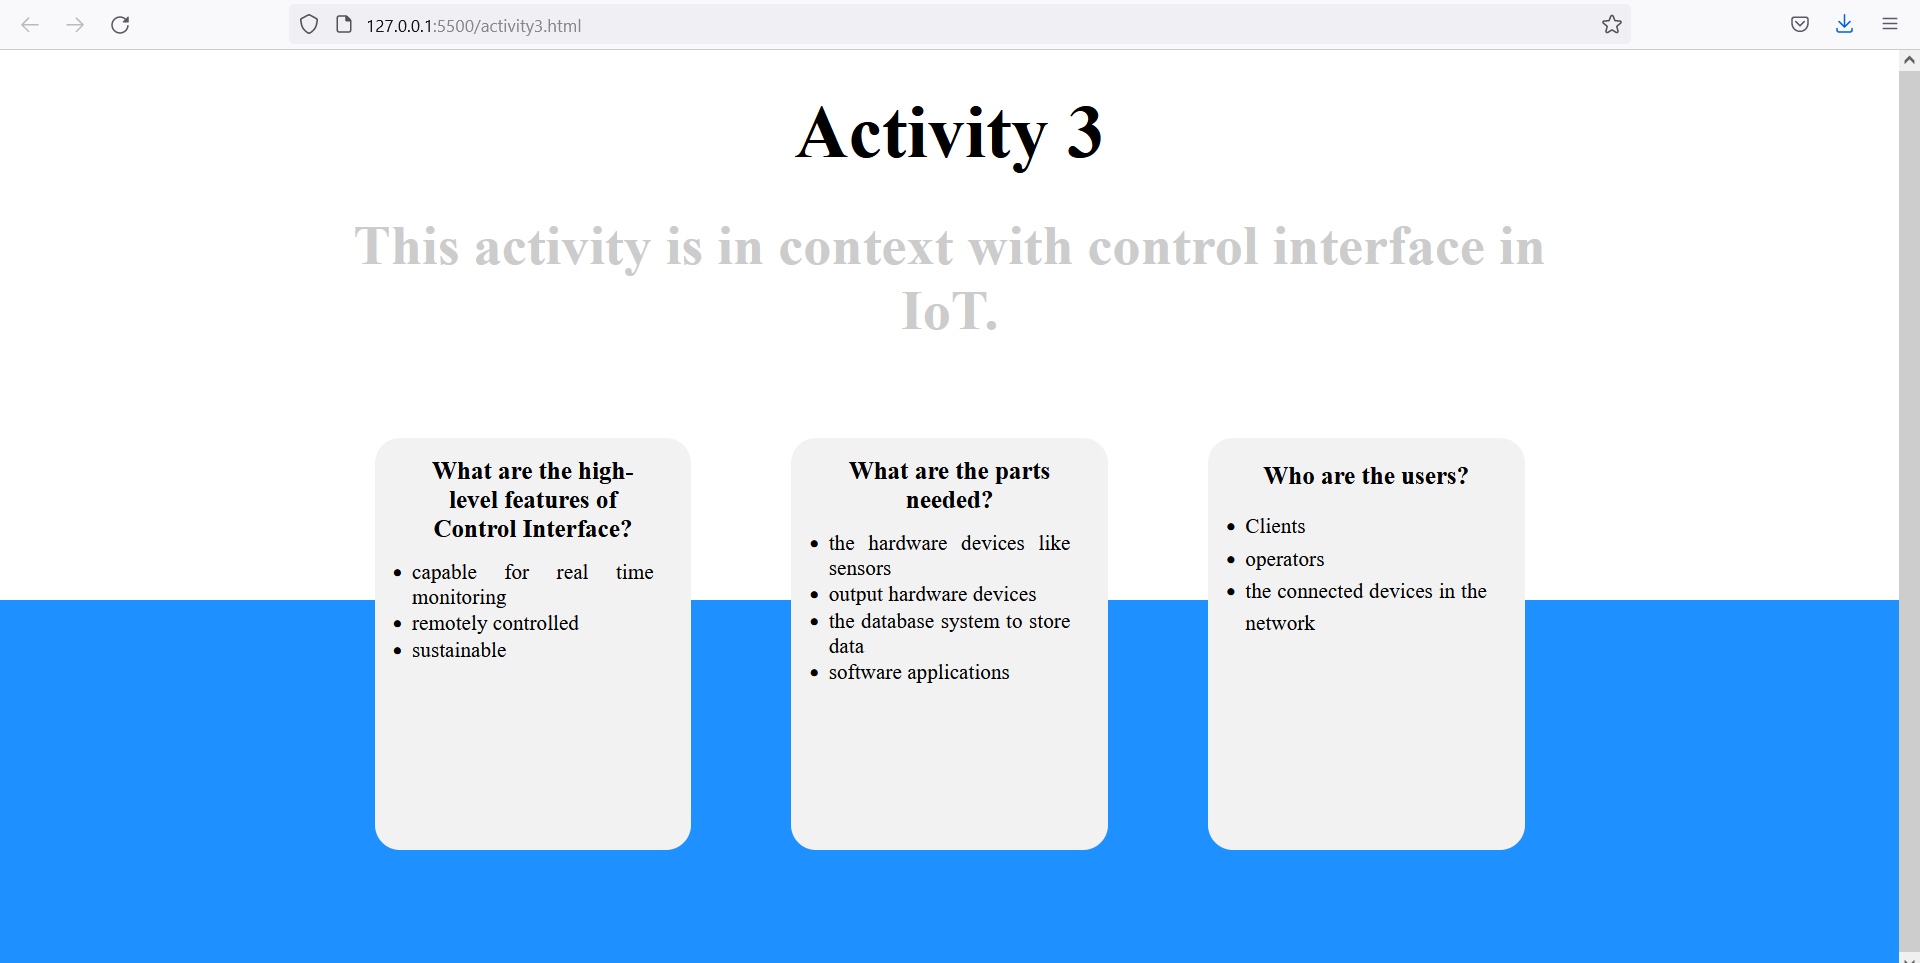 127.0.0.1:5500/activity3.html
Activity 3
This activity is in context with control interface in
IoT.
What are the high-
level features of
Control Interface?
capable for real time
monitoring
remotely controlled
sustainable
What are the parts
needed?
the hardware devices like
sensors
output hardware devices
the database system to store
data
software applications
Who are the users?
Clients
operators
the connected devices in the
network